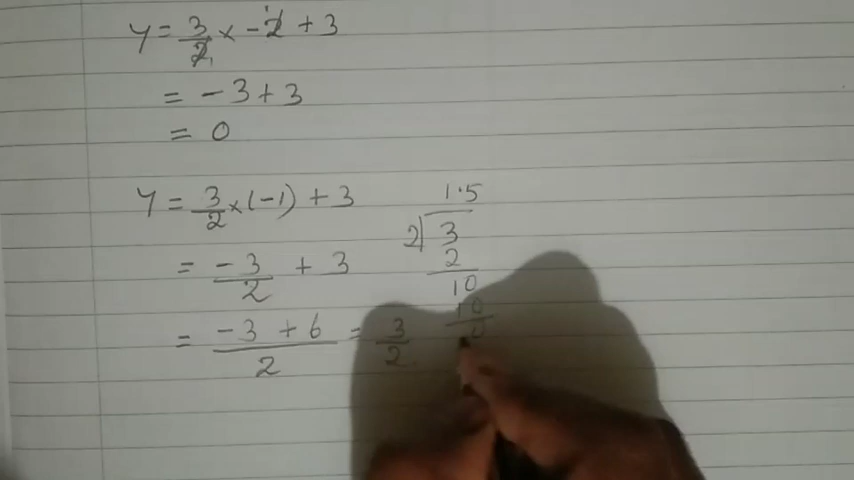 y = 3/2 × -2 + 3
= -3 + 3
= 0
y = 3/2 × (-1) + 3
= -3/2 + 3
= -3 + 6/2 = 3/2
1.5
2 3
2
10
10
0